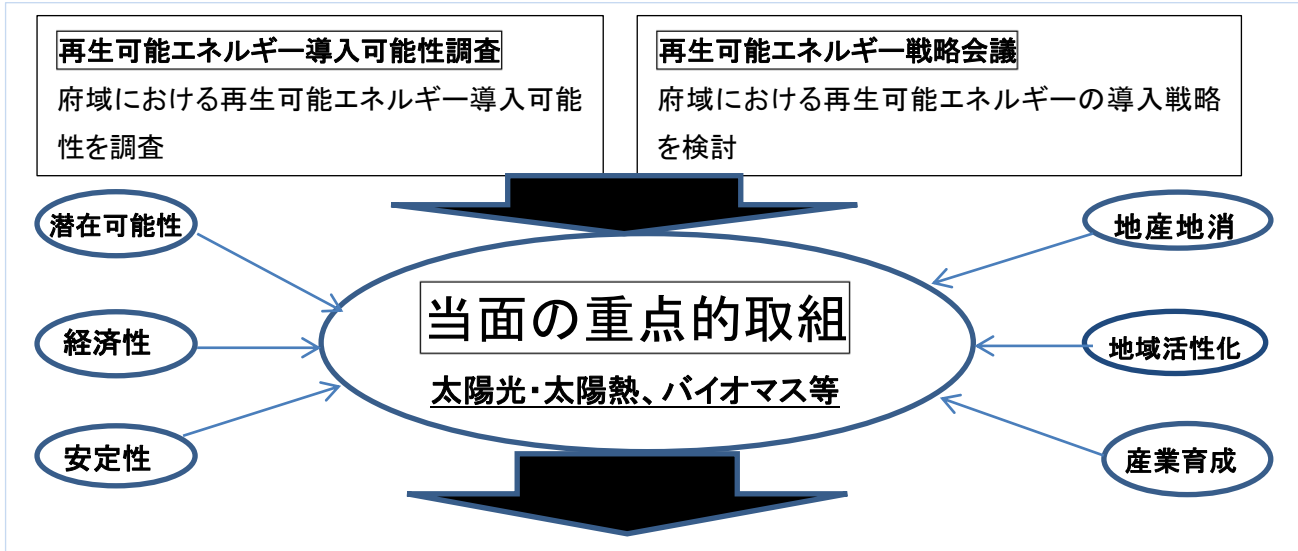 再生可能エネルギー導入可能性調査
府域における再生可能エネルギー導入可能
性を調査
再生可能エネルギー戦略会議
府域における再生可能エネルギーの導入戦略
を検討
潜在可能性
経済性
安定性
当面の重点的取組
太陽光・太陽熱、バイオマス等
地産地消
地域活性化
産業育成